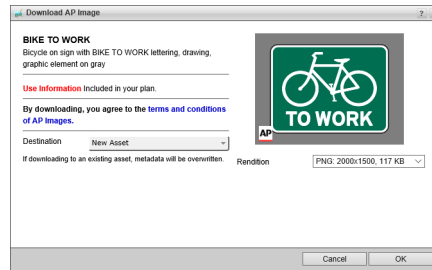 Download AP Image
?
BIKE TO WORK
Bicycle on sign with BIKE TO WORK lettering, drawing,
graphic element on gray
Use Information Included in your plan.
By downloading, you agree to the terms and conditions
of AP Images.
Destination New Asset
If downloading to an existing asset, metadata will be overwritten.
TO WORK
AP
Rendition PNG: 2000x1500, 117 KB
Cancel OK